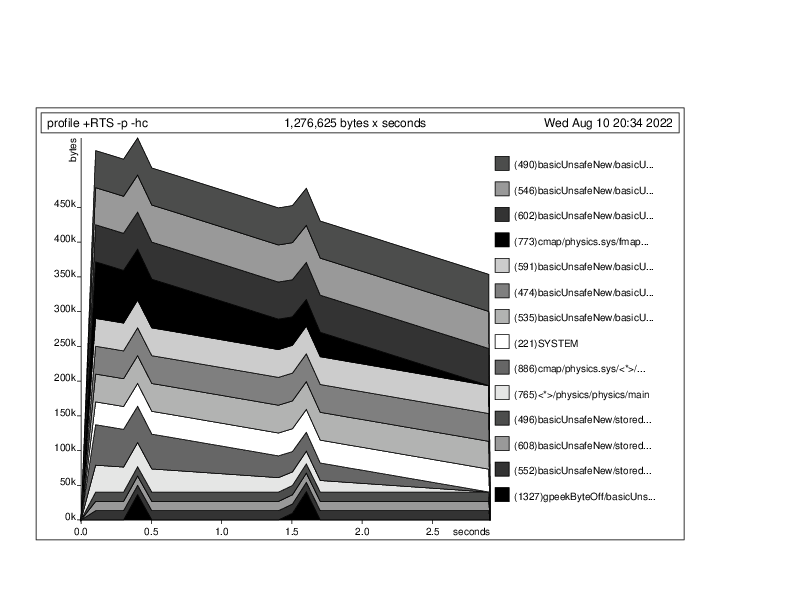 profile +RTS -p -hc 1,276,625 bytes x seconds Wed Aug 10 20:34 2022
bytes
450k
400k
350k
300k
250k
200k
150k
100k
50k
0k
0.0 0.5 1.0 1.5 2.0 2.5 seconds
(490)basicUnsafeNew/basicU...
(546)basicUnsafeNew/basicU...
(602)basicUnsafeNew/basicU...
(773)cmap/physics.sys/fmap...
(591)basicUnsafeNew/basicU...
(474)basicUnsafeNew/basicU...
(535)basicUnsafeNew/basicU...
(221)SYSTEM
(886)cmap/physics.sys/<*>/...
(765)<*>/physics/physics/main
(496)basicUnsafeNew/stored...
(608)basicUnsafeNew/stored...
(552)basicUnsafeNew/stored...
(1327)gpeekByteOff/basicUns...